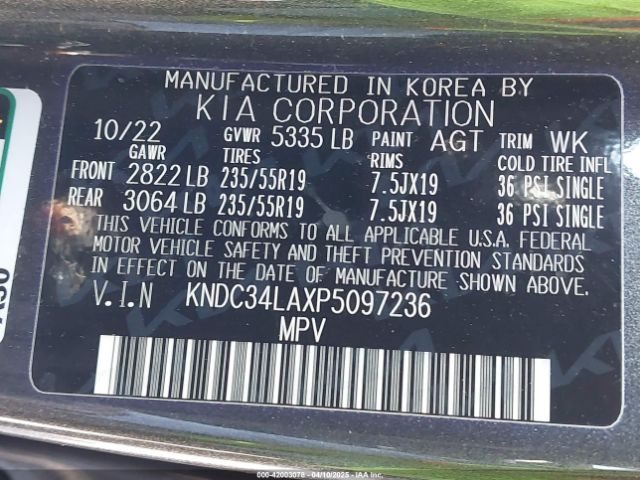 MANUFACTURED IN KOREA BY
KIA CORPORATION
10/22 GVWR 5335 LB PAINT AGT TRIM WK
GAWR TIRES RIMS COLD TIRE INFL
FRONT 2822 LB 235/55R19 7.5JX19 36 PSI SINGLE
REAR 3064 LB 235/55R19 7.5JX19 36 PSI SINGLE
THIS VEHICLE CONFORMS TO ALL APPLICABLE U.S.A. FEDERAL
MOTOR VEHICLE SAFETY AND THEFT PREVENTION STANDARDS
IN EFFECT ON THE DATE OF MANUFACTURE SHOWN ABOVE.
V.I.N KNDC34LAXP5097236
MPV
000-42003078 - 04/10/2025 - IAAI, INC.